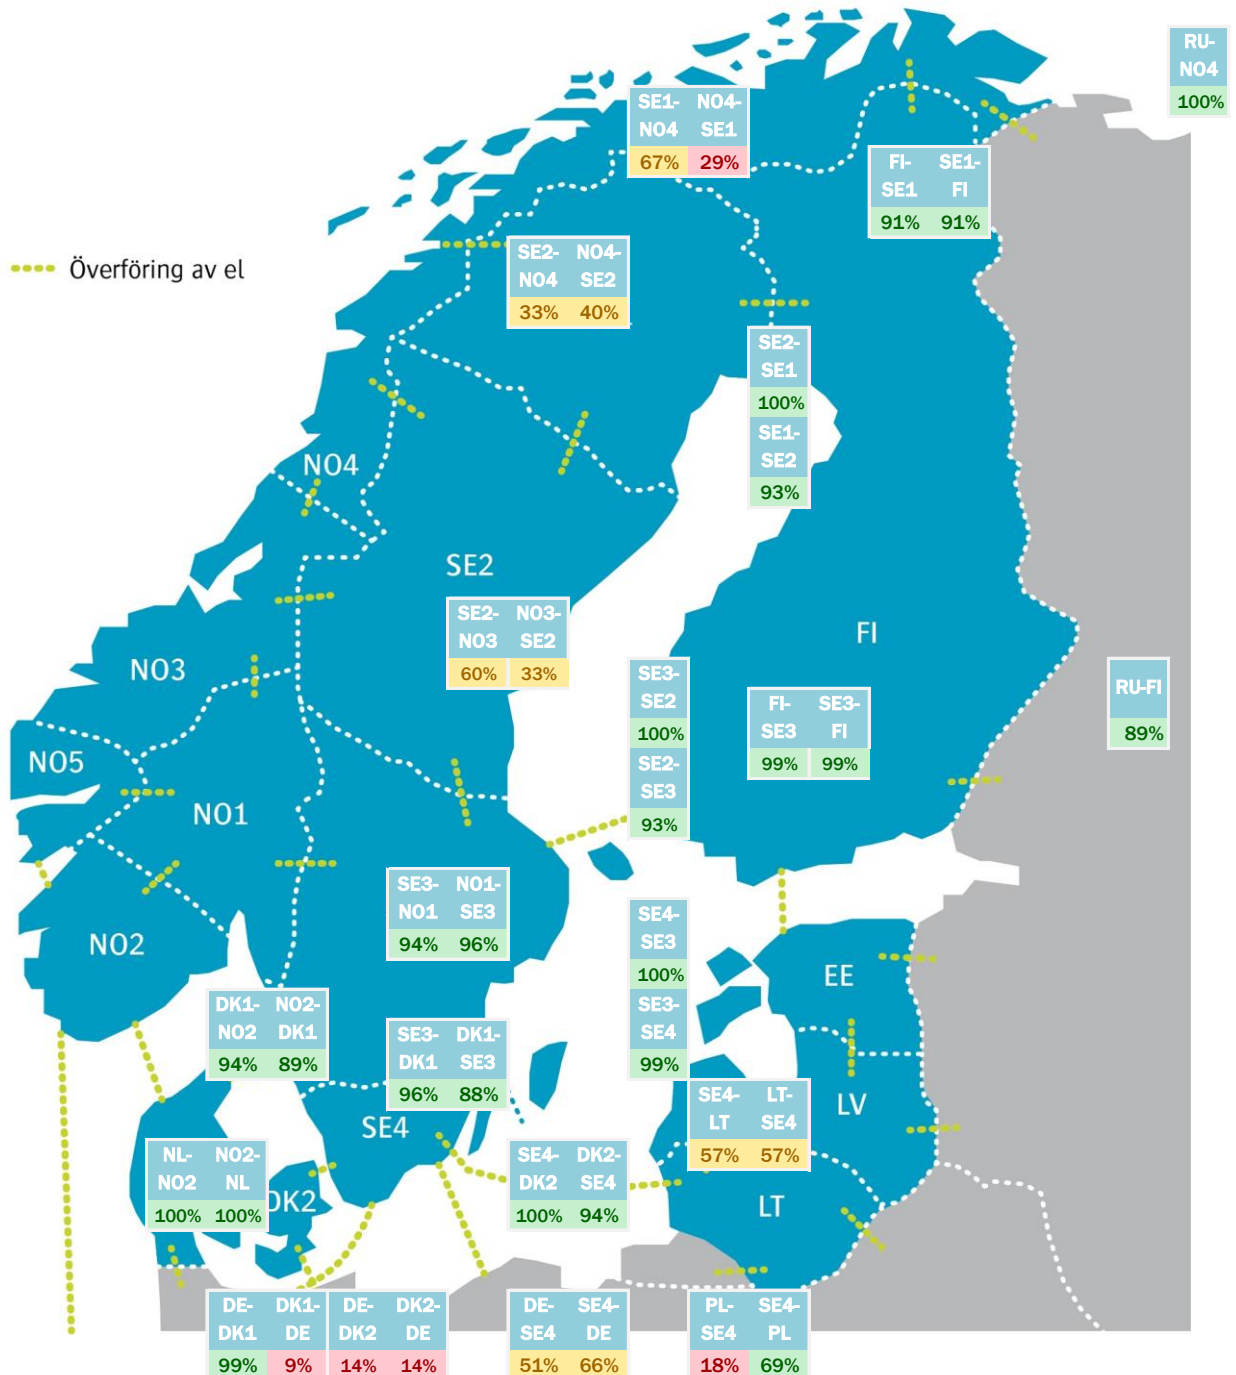 RU-
NO4
100%
SE1- NO4-
NO4 SE1
67% 29%
FI- SE1-
SE1 FI
91% 91%
Överföring av el
SE2- NO4-
NO4 SE2
33% 40%
SE2-
SE1
100%
SE1-
SE2
93%
NO4
SE2
SE2- NO3-
NO3 SE2
60% 33%
FI
NO3
SE3-
SE2
100%
SE2-
SE3
93%
FI- SE3-
SE3 FI
99% 99%
RU-FI
89%
NO5
NO1
SE3- NO1-
NO1 SE3
94% 96%
SE4-
SE3
100%
SE3-
SE4
99%
NO2
EE
DK1- NO2-
NO2 DK1
94% 89%
SE3- DK1-
DK1 SE3
96% 88%
SE4- LT-
LT SE4
57% 57%
LV
SE4
NL- NO2-
NO2 NL
100% 100%
DK2
SE4- DK2-
DK2 SE4
100% 94%
LT
DE- DK1- DE- DK2-
DK1 DE DK2 DE
99% 9% 14% 14%
DE- SE4-
SE4 DE
51% 66%
PL- SE4-
SE4 PL
18% 69%